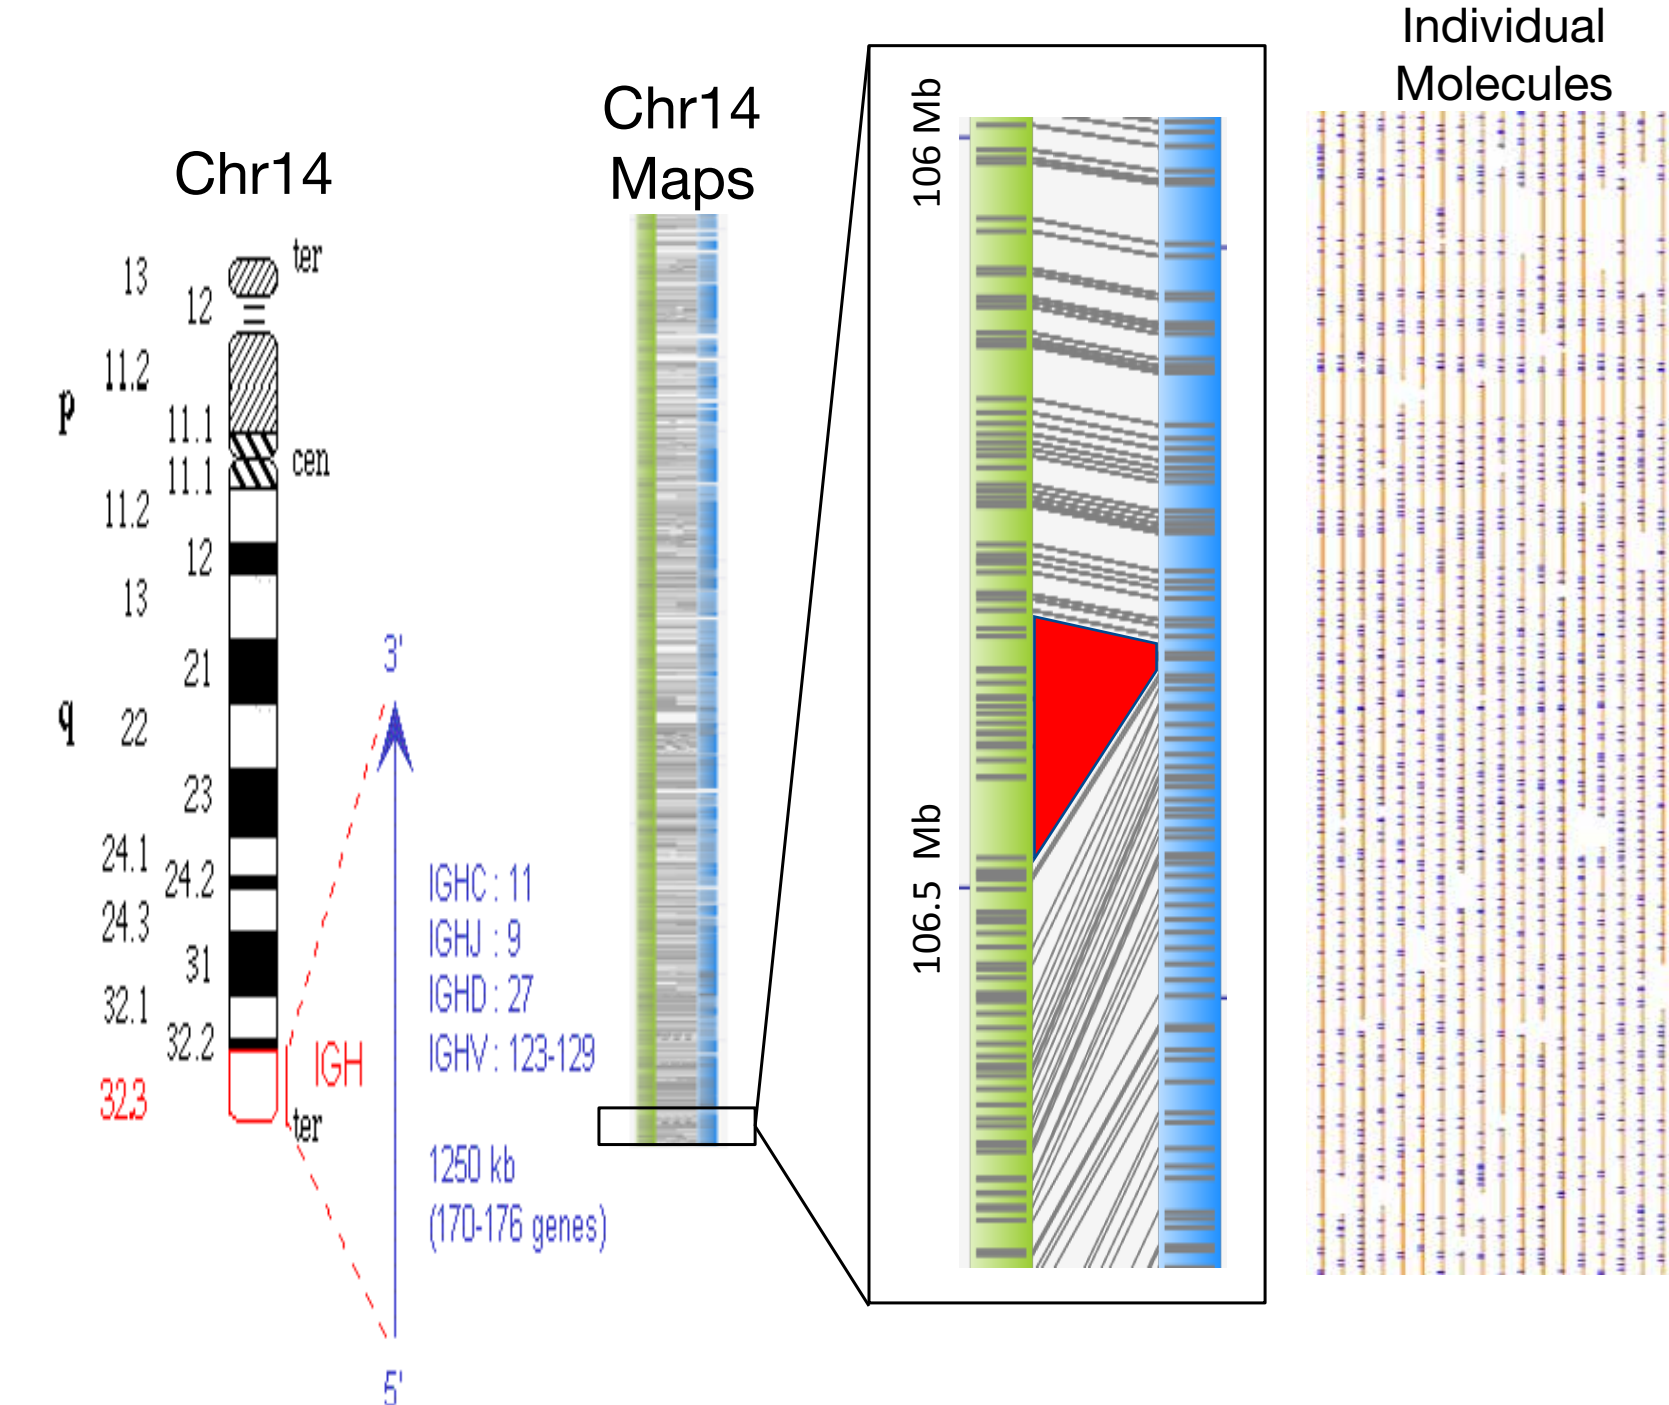 Individual
Molecules
Chr14
Maps
Chr14
106 Mb
106.5 Mb
ter
13
12
11.2
p
11.1
cen
11.1
11.2
12
13
21
3'
q
22
23
24.1
24.2
IGHC : 11
24.3
IGHJ : 9
31
IGHD : 27
32.1
32.2
IGHV : 123-129
IGH
32.3
ter
1250 kb
(170-176 genes)
5'